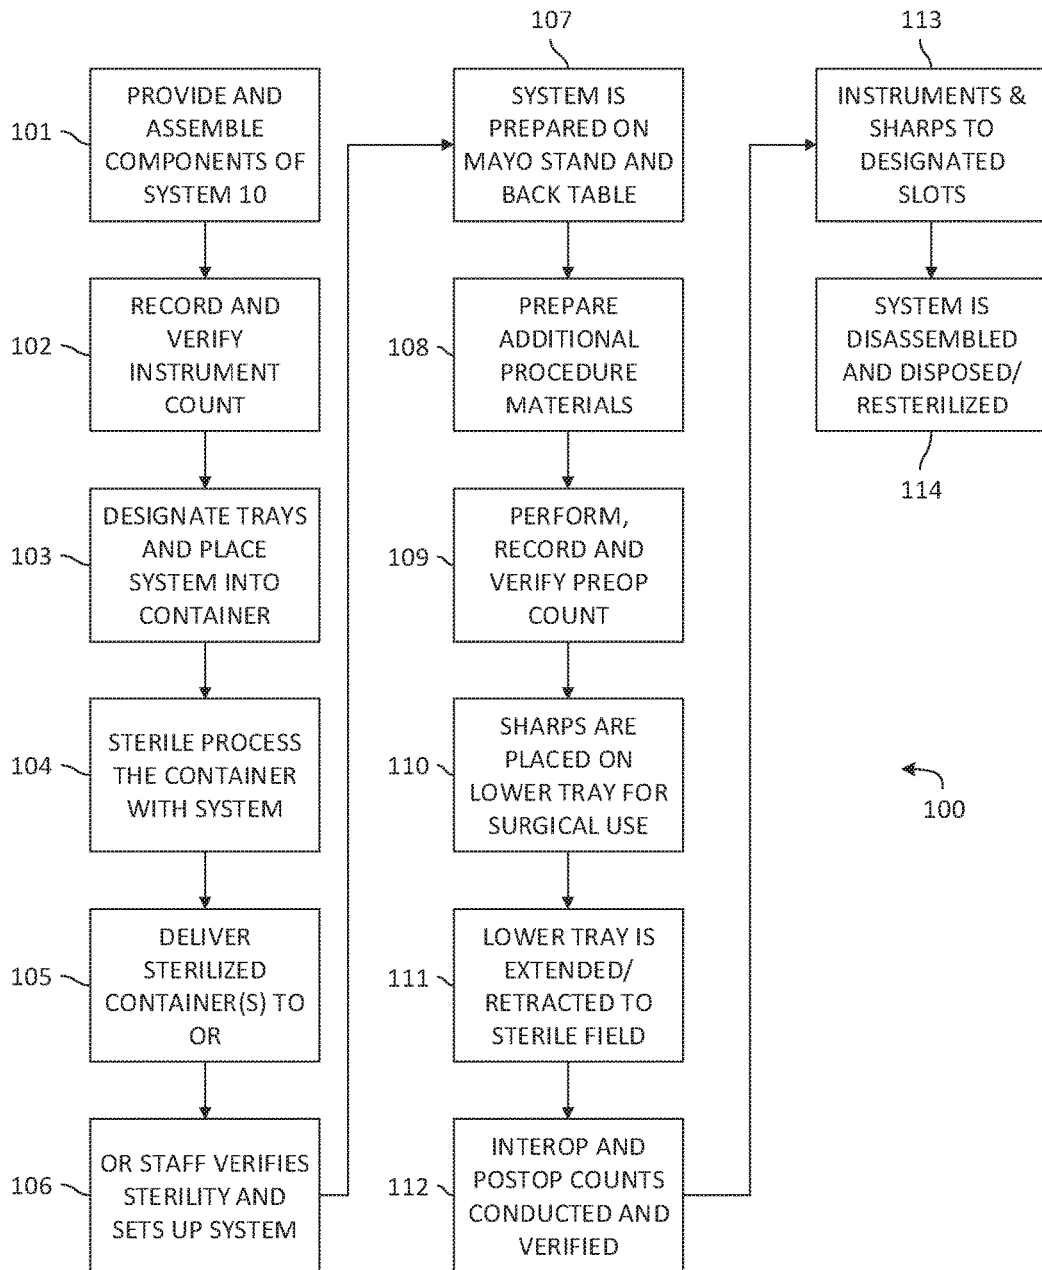 101
PROVIDE AND
ASSEMBLE
COMPONENTS OF
SYSTEM 10
102
RECORD AND
VERIFY
INSTRUMENT
COUNT
103
DESIGNATE TRAYS
AND PLACE
SYSTEM INTO
CONTAINER
104
STERILE PROCESS
THE CONTAINER
WITH SYSTEM
105
DELIVER
STERILIZED
CONTAINER(S) TO
OR
106
OR STAFF VERIFIES
STERILITY AND
SETS UP SYSTEM
107
SYSTEM IS
PREPARED ON
MAYO STAND AND
BACK TABLE
108
PREPARE
ADDITIONAL
PROCEDURE
MATERIALS
109
PERFORM,
RECORD AND
VERIFY PREOP
COUNT
110
SHARPS ARE
PLACED ON
LOWER TRAY FOR
SURGICAL USE
111
LOWER TRAY IS
EXTENDED/
RETRACTED TO
STERILE FIELD
112
INTEROP AND
POSTOP COUNTS
CONDUCTED AND
VERIFIED
113
INSTRUMENTS &
SHARPS TO
DESIGNATED
SLOTS
SYSTEM IS
DISASSEMBLED
AND DISPOSED/
RESTERILIZED
114
100